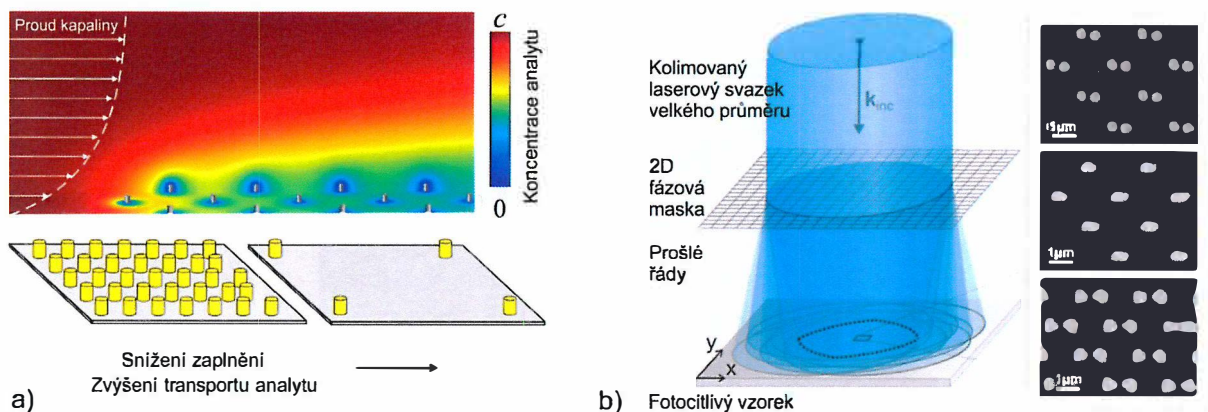 Proud kapaliny
c
Koncentrace analytu
0
Snížení zaplnění
Zvýšení transportu analytu
a)
Kolimovaný
laserový svazek
velkého průměru
k inc
2D
fázová
maska
Prošlé
řády
y
x
b)
Fotocitlivý vzorek
1µm
1µm
1µm